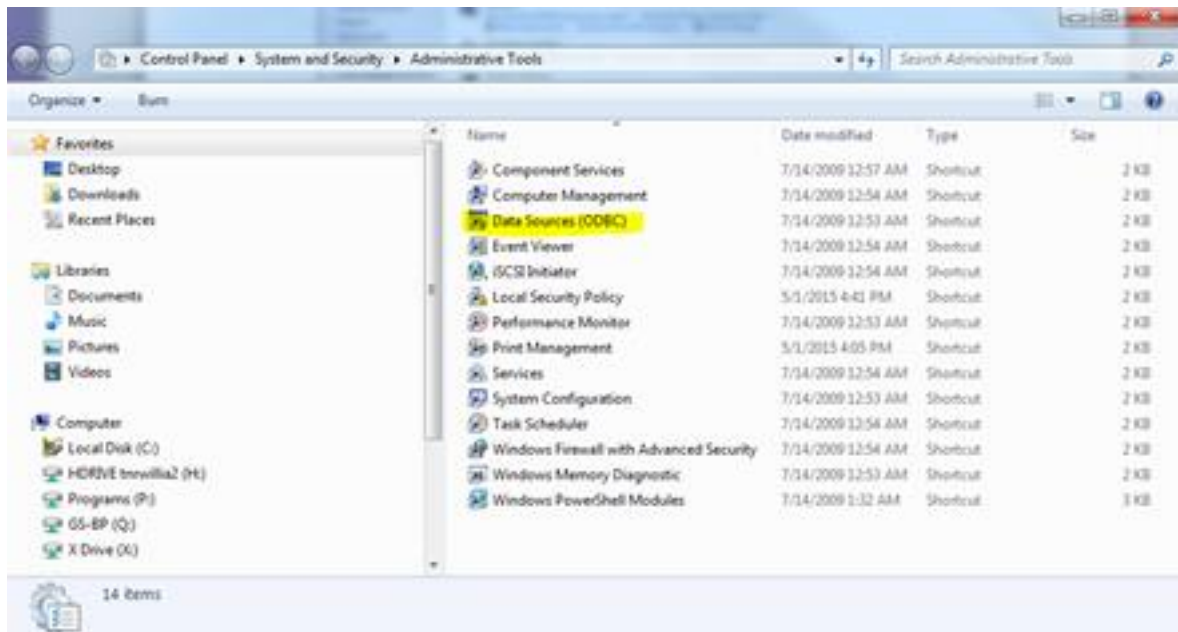 Control Panel ▸ System and Security ▸ Administrative Tools
Search Administrative Tools
Organize
Burn
Favorites
Desktop
Downloads
Recent Places
Libraries
Documents
Music
Pictures
Videos
Computer
Local Disk (C:)
HDRIVE (H:)
Programs (P:)
GS-BP (Q:)
X Drive (X:)
Name Date modified Type Size
Component Services 7/14/2009 12:57 AM Shortcut 2 KB
Computer Management 7/14/2009 12:54 AM Shortcut 2 KB
Data Sources (ODBC) 7/14/2009 12:53 AM Shortcut 2 KB
Event Viewer 7/14/2009 12:54 AM Shortcut 2 KB
iSCSI Initiator 7/14/2009 12:54 AM Shortcut 2 KB
Local Security Policy 5/1/2015 4:41 PM Shortcut 2 KB
Performance Monitor 7/14/2009 12:53 AM Shortcut 2 KB
Print Management 5/1/2015 4:05 PM Shortcut 2 KB
Services 7/14/2009 12:54 AM Shortcut 2 KB
System Configuration 7/14/2009 12:53 AM Shortcut 2 KB
Task Scheduler 7/14/2009 12:54 AM Shortcut 2 KB
Windows Firewall with Advanced Security 7/14/2009 12:54 AM Shortcut 2 KB
Windows Memory Diagnostic 7/14/2009 12:53 AM Shortcut 2 KB
Windows PowerShell Modules 7/14/2009 1:32 AM Shortcut 3 KB
14 items